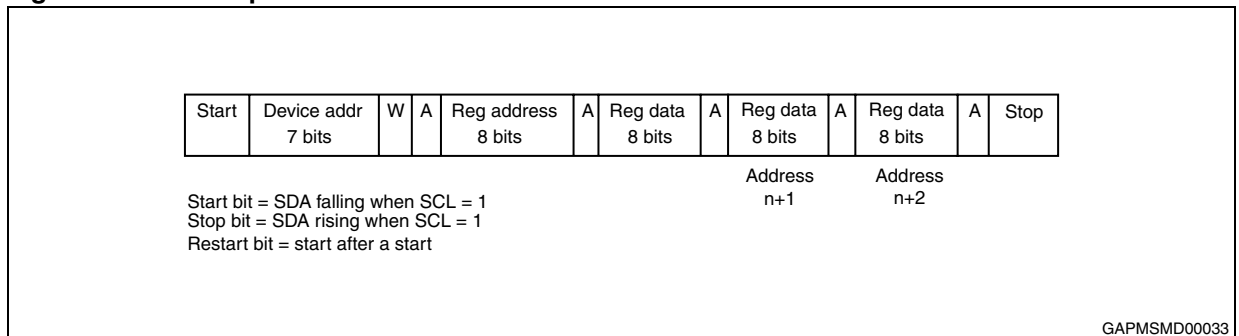 Start Device addr W A Reg address A Reg data A Reg data A Reg data A Stop
7 bits 8 bits 8 bits 8 bits 8 bits
Address Address
n+1 n+2
Start bit = SDA falling when SCL = 1
Stop bit = SDA rising when SCL = 1
Restart bit = start after a start
GAPMSMD00033